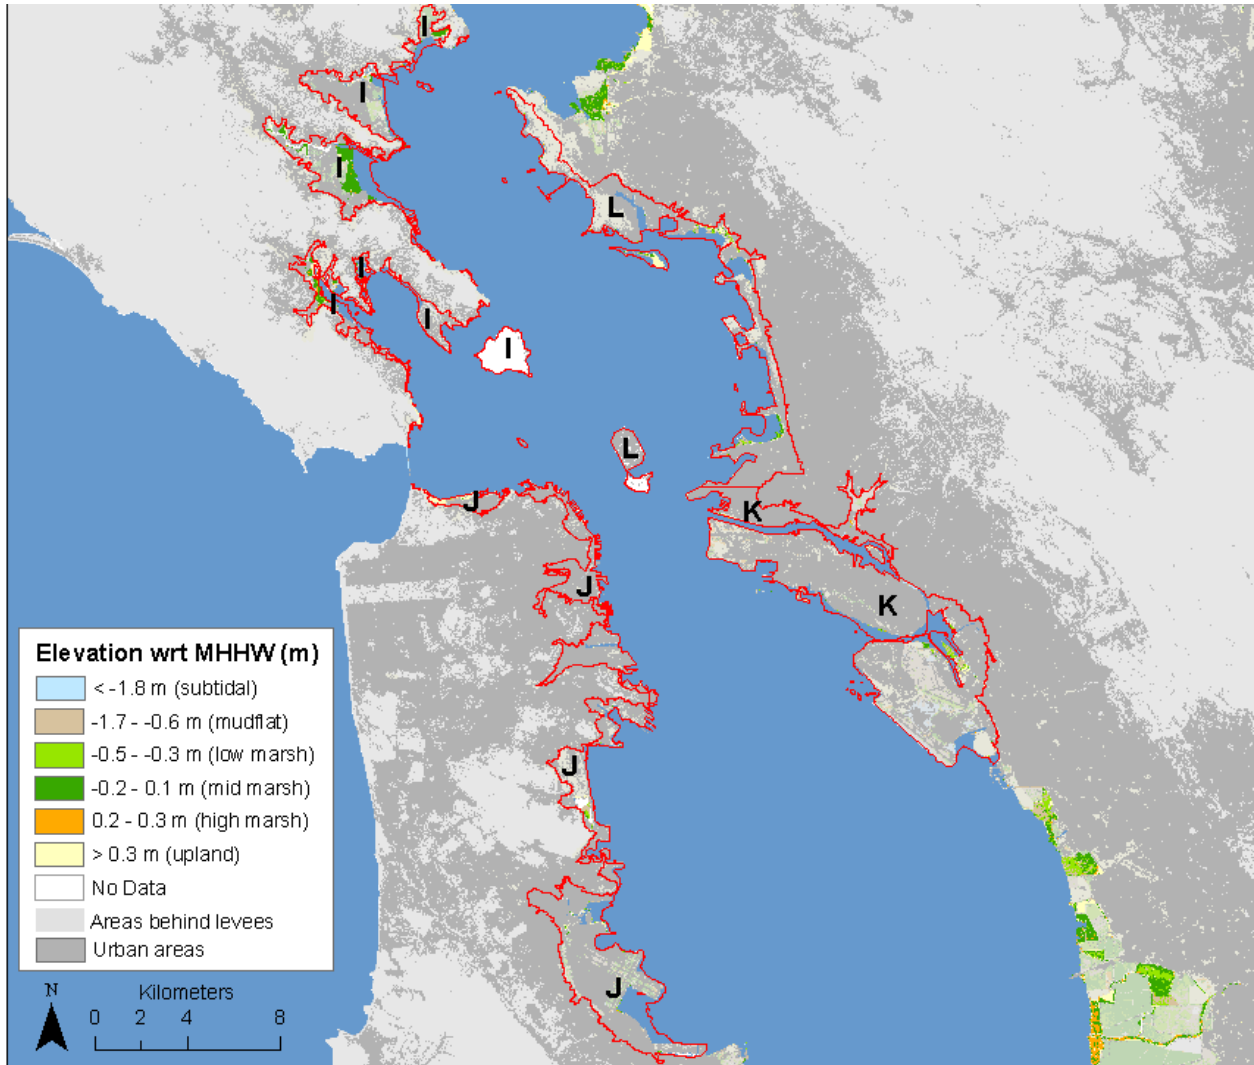 I
I
I
L
I
I
I
I
L
J
K
J
K
J
J
Elevation wrt MHHW (m)
< -1.8 m (subtidal)
-1.7 - -0.6 m (mudflat)
-0.5 - -0.3 m (low marsh)
-0.2 - 0.1 m (mid marsh)
0.2 - 0.3 m (high marsh)
> 0.3 m (upland)
No Data
Areas behind levees
Urban areas
N
Kilometers
0 2 4 8